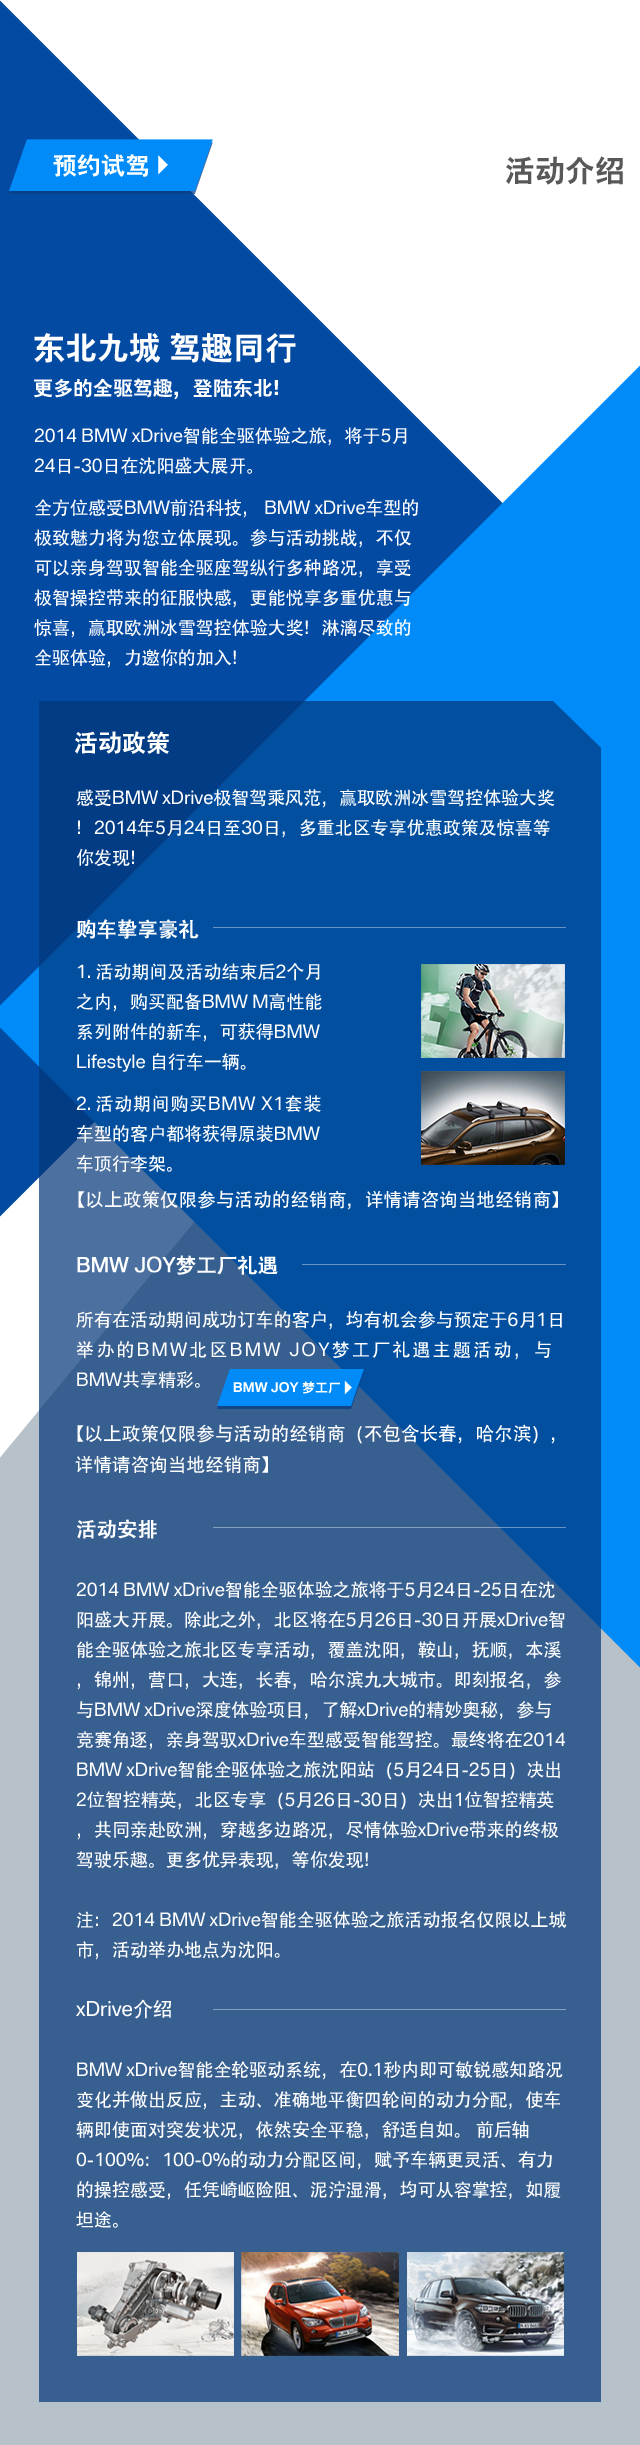 预约试驾
活动介绍
东北九城 驾趣同行
更多的全驱驾趣，登陆东北!
2014 BMW xDrive智能全驱体验之旅，将于5月
24日-30日在沈阳盛大展开。
全方位感受BMW前沿科技， BMW xDrive车型的
极致魅力将为您立体展现。参与活动挑战，不仅
可以亲身驾驭智能全驱座驾纵行多种路况，享受
极智操控带来的征服快感，更能悦享多重优惠与
惊喜，赢取欧洲冰雪驾控体验大奖! 淋漓尽致的
全驱体验，力邀你的加入!
活动政策
感受BMW xDrive极智驾乘风范，赢取欧洲冰雪驾控体验大奖
! 2014年5月24日至30日，多重北区专享优惠政策及惊喜等
你发现!
购车挚享豪礼
1. 活动期间及活动结束后2个月
之内，购买配备BMW M高性能
系列附件的新车，可获得BMW
Lifestyle 自行车一辆。
2. 活动期间购买BMW X1套装
车型的客户都将获得原装BMW
车顶行李架。
【以上政策仅限参与活动的经销商，详情请咨询当地经销商】
BMW JOY梦工厂礼遇
所有在活动期间成功订车的客户，均有机会参与预定于6月1日
举办的BMW北区BMW JOY梦工厂礼遇主题活动，与
BMW共享精彩。
BMW JOY 梦工厂
【以上政策仅限参与活动的经销商（不包含长春，哈尔滨），
详情请咨询当地经销商】
活动安排
2014 BMW xDrive智能全驱体验之旅将于5月24日-25日在沈
阳盛大开展。除此之外，北区将在5月26日-30日开展xDrive智
能全驱体验之旅北区专享活动，覆盖沈阳，鞍山，抚顺，本溪
，锦州，营口，大连，长春，哈尔滨九大城市。即刻报名，参
与BMW xDrive深度体验项目，了解xDrive的精妙奥秘，参与
竞赛角逐，亲身驾驭xDrive车型感受智能驾控。最终将在2014
BMW xDrive智能全驱体验之旅沈阳站（5月24日-25日）决出
2位智控精英，北区专享（5月26日-30日）决出1位智控精英
，共同亲赴欧洲，穿越多边路况，尽情体验xDrive带来的终极
驾驶乐趣。更多优异表现，等你发现!
注：2014 BMW xDrive智能全驱体验之旅活动报名仅限以上城
市，活动举办地点为沈阳。
xDrive介绍
BMW xDrive智能全轮驱动系统，在0.1秒内即可敏锐感知路况
变化并做出反应，主动、准确地平衡四轮间的动力分配，使车
辆即使面对突发状况，依然安全平稳，舒适自如。 前后轴
0-100%：100-0%的动力分配区间，赋予车辆更灵活、有力
的操控感受，任凭崎岖险阻、泥泞湿滑，均可从容掌控，如履
坦途。